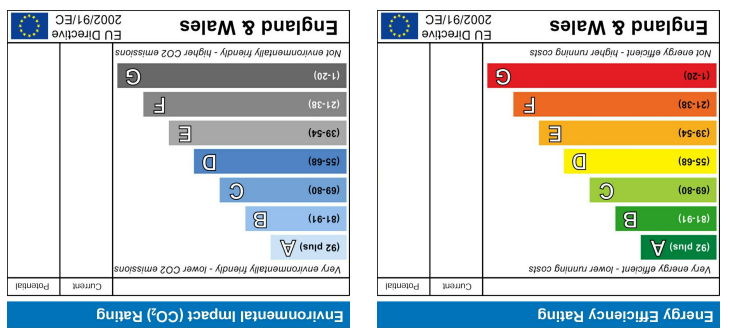 Energy Efficiency Rating
Current
Potential
Very energy efficient - lower running costs
(92 plus) A
(81-91) B
(69-80) C
(55-68) D
(39-54) E
(21-38) F
(1-20) G
Not energy efficient - higher running costs
England & Wales
EU Directive
2002/91/EC
Environmental Impact (CO₂) Rating
Current
Potential
Very environmentally friendly - lower CO2 emissions
(92 plus) A
(81-91) B
(69-80) C
(55-68) D
(39-54) E
(21-38) F
(1-20) G
Not environmentally friendly - higher CO2 emissions
England & Wales
EU Directive
2002/91/EC